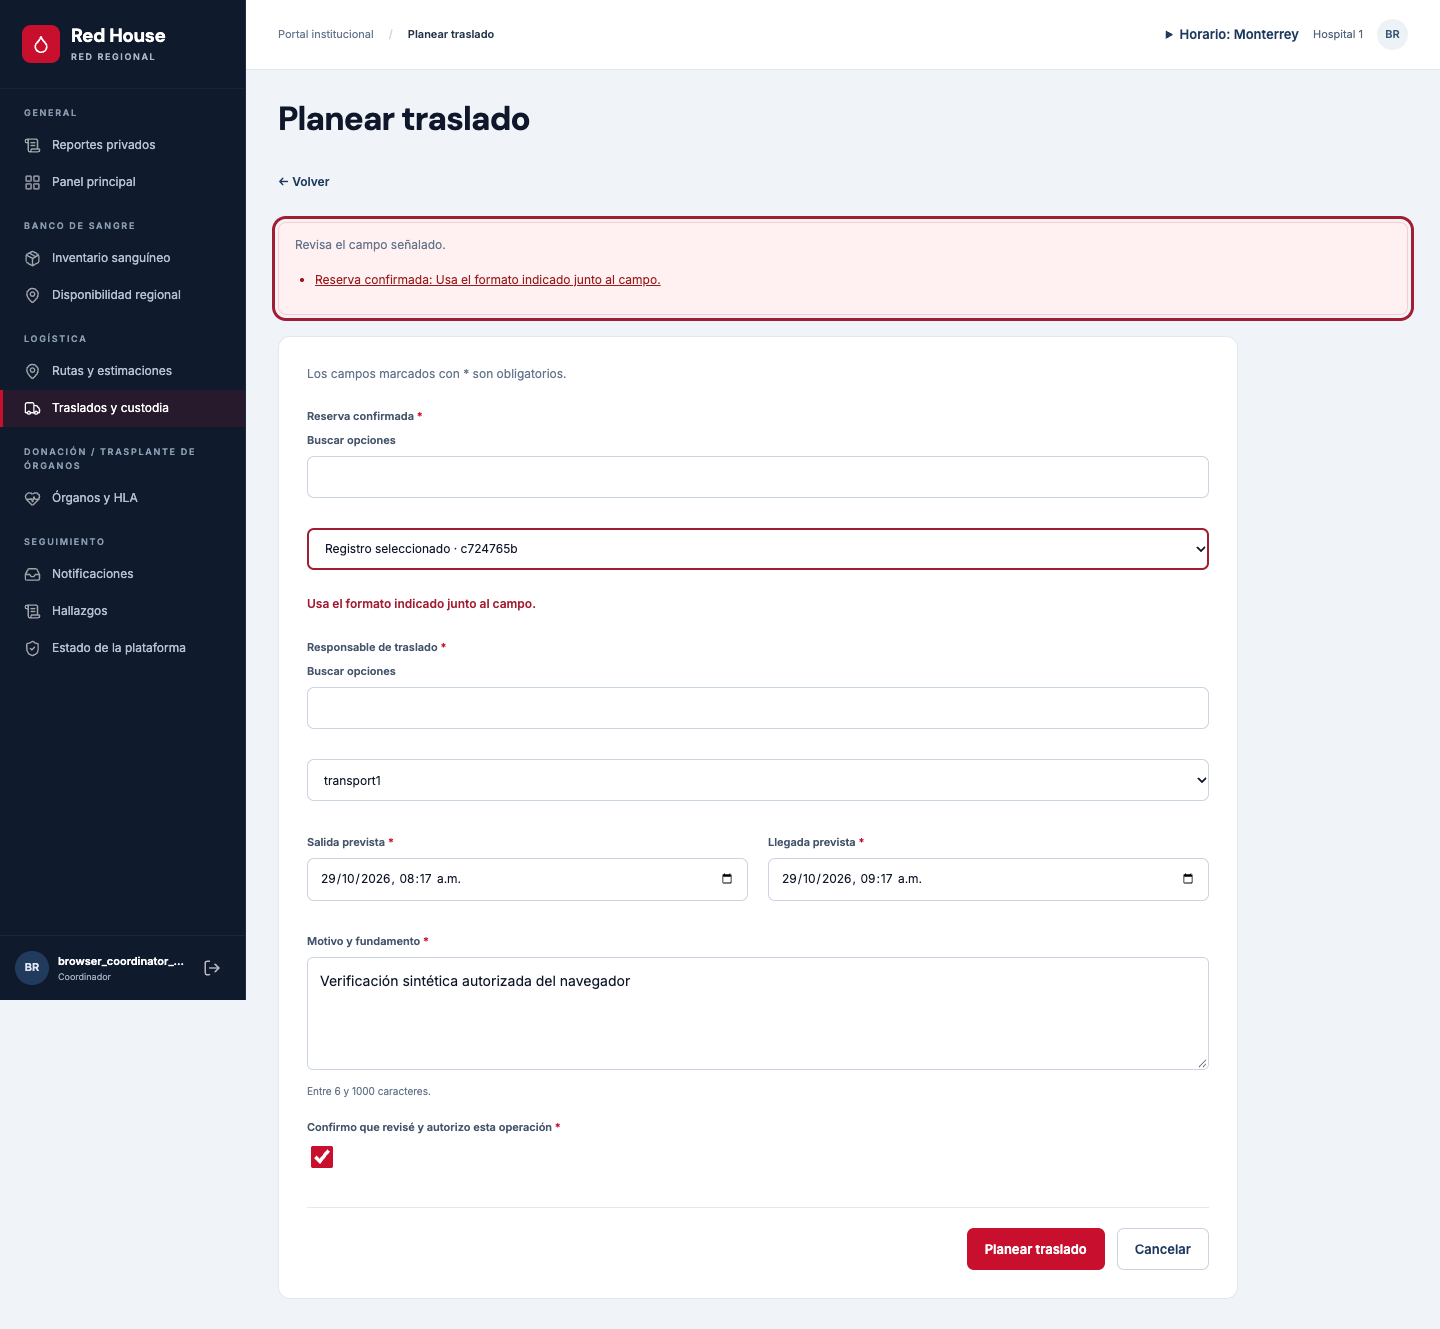 Red House
RED REGIONAL
GENERAL
Reportes privados
Panel principal
BANCO DE SANGRE
Inventario sanguíneo
Disponibilidad regional
LOGÍSTICA
Rutas y estimaciones
Traslados y custodia
DONACIÓN / TRASPLANTE DE
ÓRGANOS
Órganos y HLA
SEGUIMIENTO
Notificaciones
Hallazgos
Estado de la plataforma
BR
browser_coordinator_...
Coordinador
Portal institucional / Planear traslado
Horario: Monterrey Hospital 1 BR
Planear traslado
← Volver
Revisa el campo señalado.
• Reserva confirmada: Usa el formato indicado junto al campo.
Los campos marcados con * son obligatorios.
Reserva confirmada *
Buscar opciones
Registro seleccionado · c724765b
Usa el formato indicado junto al campo.
Responsable de traslado *
Buscar opciones
transport1
Salida prevista * Llegada prevista *
29/10/2026, 08:17 a.m. 29/10/2026, 09:17 a.m.
Motivo y fundamento *
Verificación sintética autorizada del navegador
Entre 6 y 1000 caracteres.
Confirmo que revisé y autorizo esta operación *
Planear traslado Cancelar